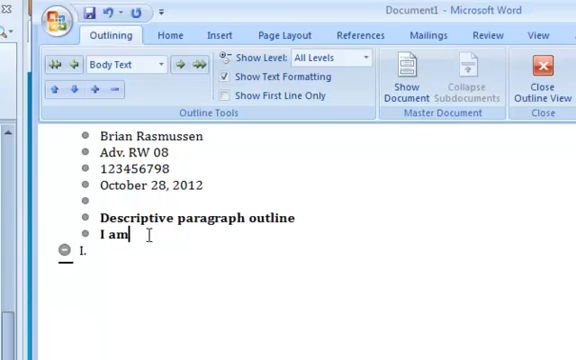 Document1 - Microsoft Word
Outlining Home Insert Page Layout References Mailings Review View
Body Text
Show Level: All Levels
Show Text Formatting
Show First Line Only
Outline Tools
Show Document
Collapse Subdocuments
Master Document
Close Outline View
Close
Brian Rasmussen
Adv. RW 08
123456798
October 28, 2012
Descriptive paragraph outline
I am
I.